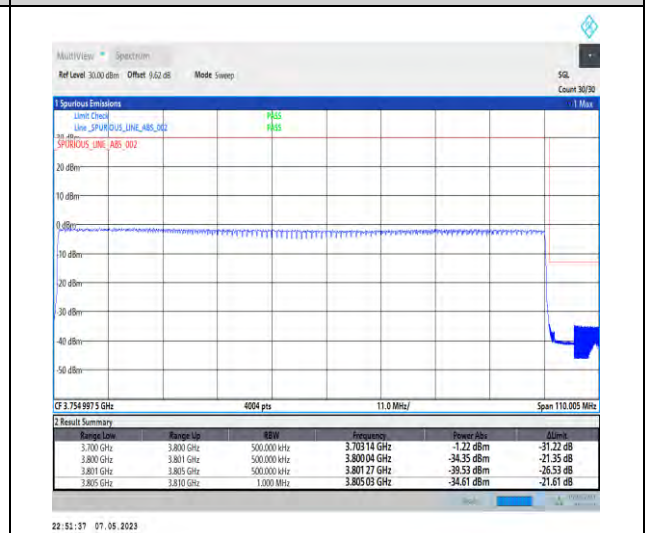 MultiView Spectrum
Ref Level 30.00 dBm Offset 9.62 dB Mode Sweep SGL
Count 30/30
1 Spurious Emissions 1 Max
Limit Check PASS
Line _SPURIOUS_LINE_ABS_002 PASS
30 dBm
SPURIOUS_LINE_ABS_002
20 dBm
10 dBm
0 dBm
-10 dBm
-20 dBm
-30 dBm
-40 dBm
-50 dBm
CF 3.754 997 5 GHz 4004 pts 11.0 MHz/ Span 110.005 MHz
2 Result Summary
Range Low Range Up RBW Frequency Power Abs ΔLimit
3.700 GHz 3.800 GHz 500.000 kHz 3.703 14 GHz -1.22 dBm -31.22 dB
3.800 GHz 3.801 GHz 500.000 kHz 3.800 04 GHz -34.35 dBm -21.35 dB
3.801 GHz 3.805 GHz 500.000 kHz 3.801 27 GHz -39.53 dBm -26.53 dB
3.805 GHz 3.810 GHz 1.000 MHz 3.805 03 GHz -34.61 dBm -21.61 dB
22:51:37 07.05.2023